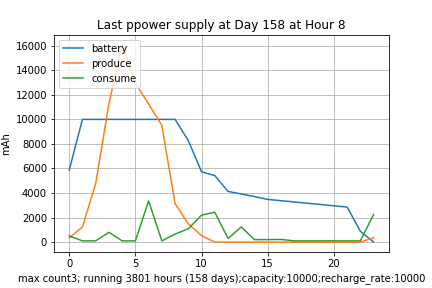 Last ppower supply at Day 158 at Hour 8
mAh
16000
14000
12000
10000
8000
6000
4000
2000
0
battery
produce
consume
0 5 10 15 20
max count3; running 3801 hours (158 days);capacity:10000;recharge_rate:10000